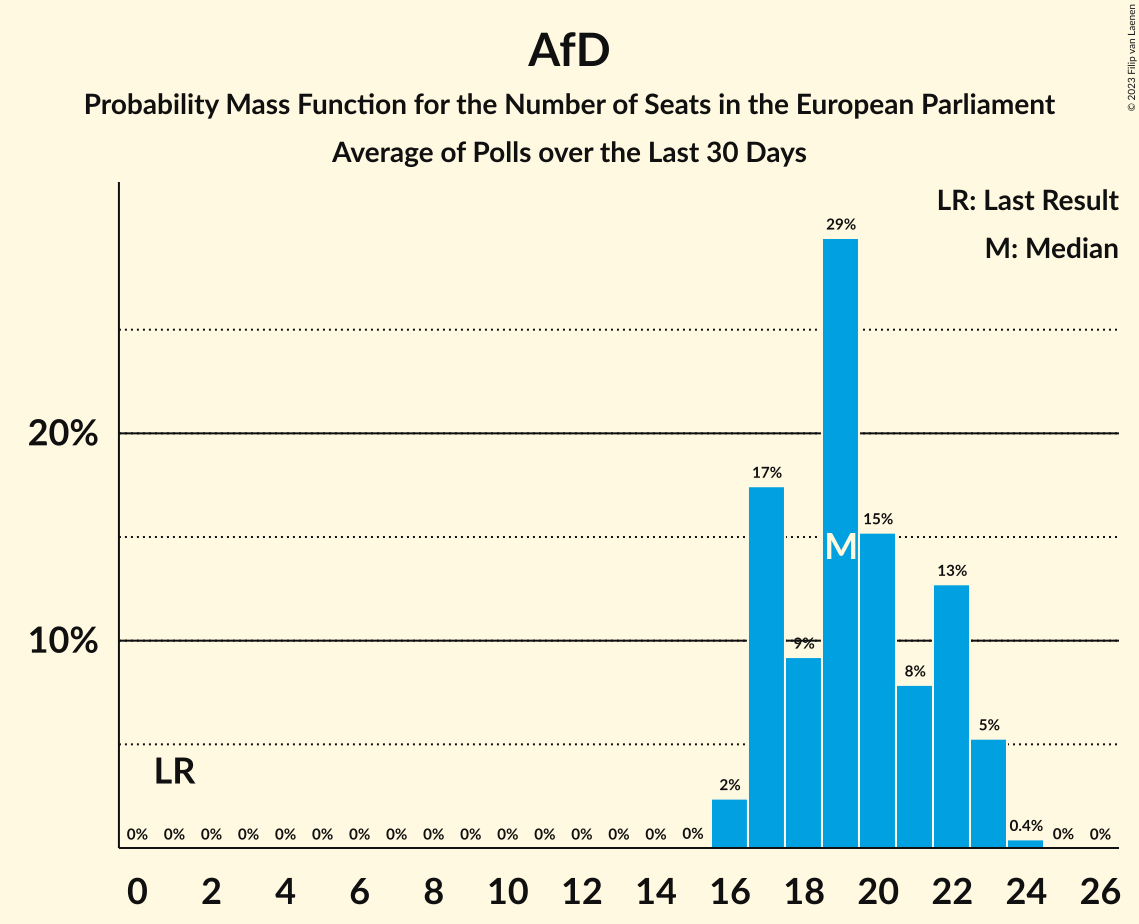 AfD
Probability Mass Function for the Number of Seats in the European Parliament
Average of Polls over the Last 30 Days
© 2023 Filip van Laenen
LR: Last Result
M: Median
20%
10%
LR
M
0% 0% 0% 0% 0% 0% 0% 0% 0% 0% 0% 0% 0% 0% 0% 0% 2% 17% 9% 29% 15% 8% 13% 5% 0.4% 0% 0%
0 2 4 6 8 10 12 14 16 18 20 22 24 26